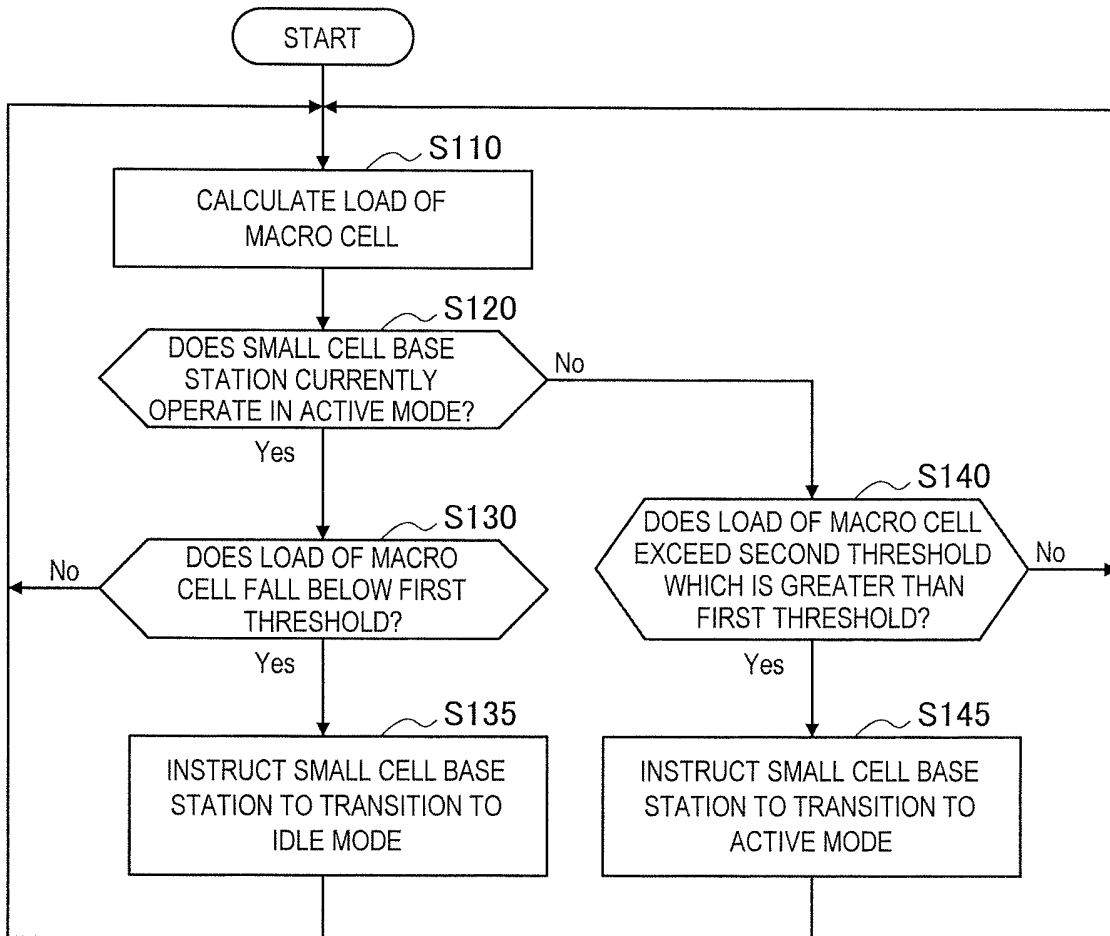 START
S110
CALCULATE LOAD OF
MACRO CELL
S120
DOES SMALL CELL BASE
STATION CURRENTLY
OPERATE IN ACTIVE MODE?
No
Yes
S130
DOES LOAD OF MACRO
CELL FALL BELOW FIRST
THRESHOLD?
No
Yes
S140
DOES LOAD OF MACRO CELL
EXCEED SECOND THRESHOLD
WHICH IS GREATER THAN
FIRST THRESHOLD?
No
Yes
S135
INSTRUCT SMALL CELL BASE
STATION TO TRANSITION TO
IDLE MODE
S145
INSTRUCT SMALL CELL BASE
STATION TO TRANSITION TO
ACTIVE MODE